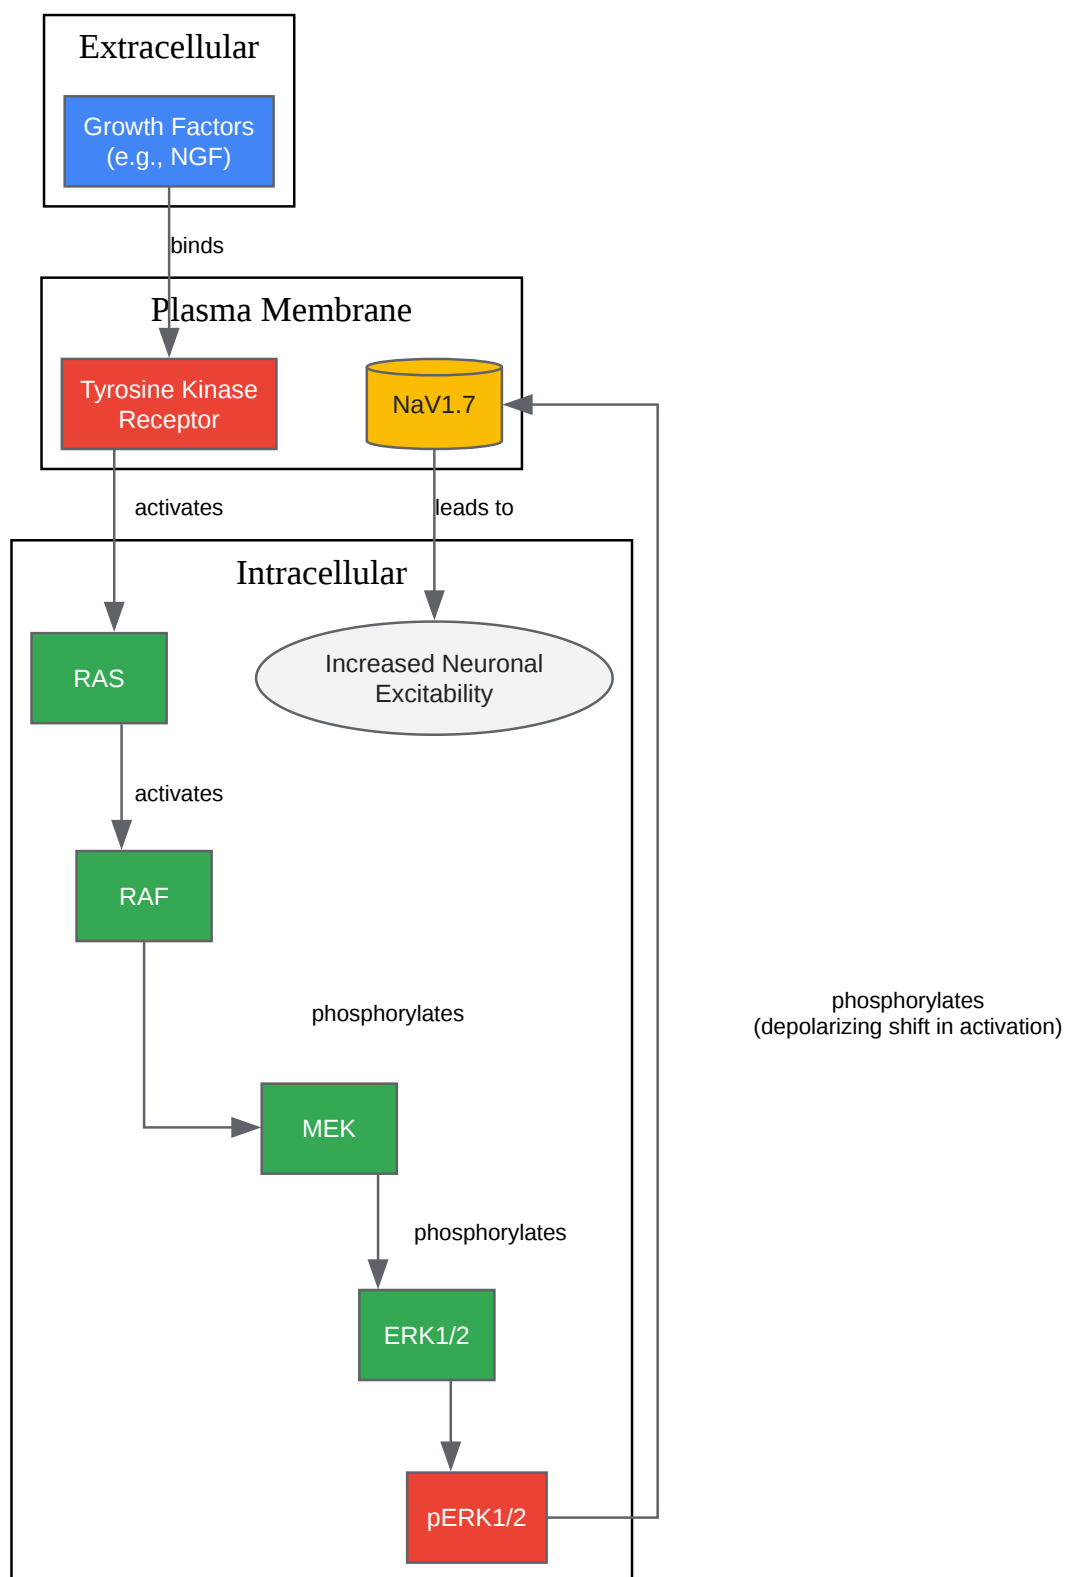 Extracellular
Growth Factors
(e.g., NGF)
binds
Plasma Membrane
Tyrosine Kinase
Receptor
NaV1.7
activates
leads to
Intracellular
RAS
Increased Neuronal
Excitability
activates
RAF
phosphorylates
phosphorylates
(depolarizing shift in activation)
MEK
phosphorylates
ERK1/2
pERK1/2